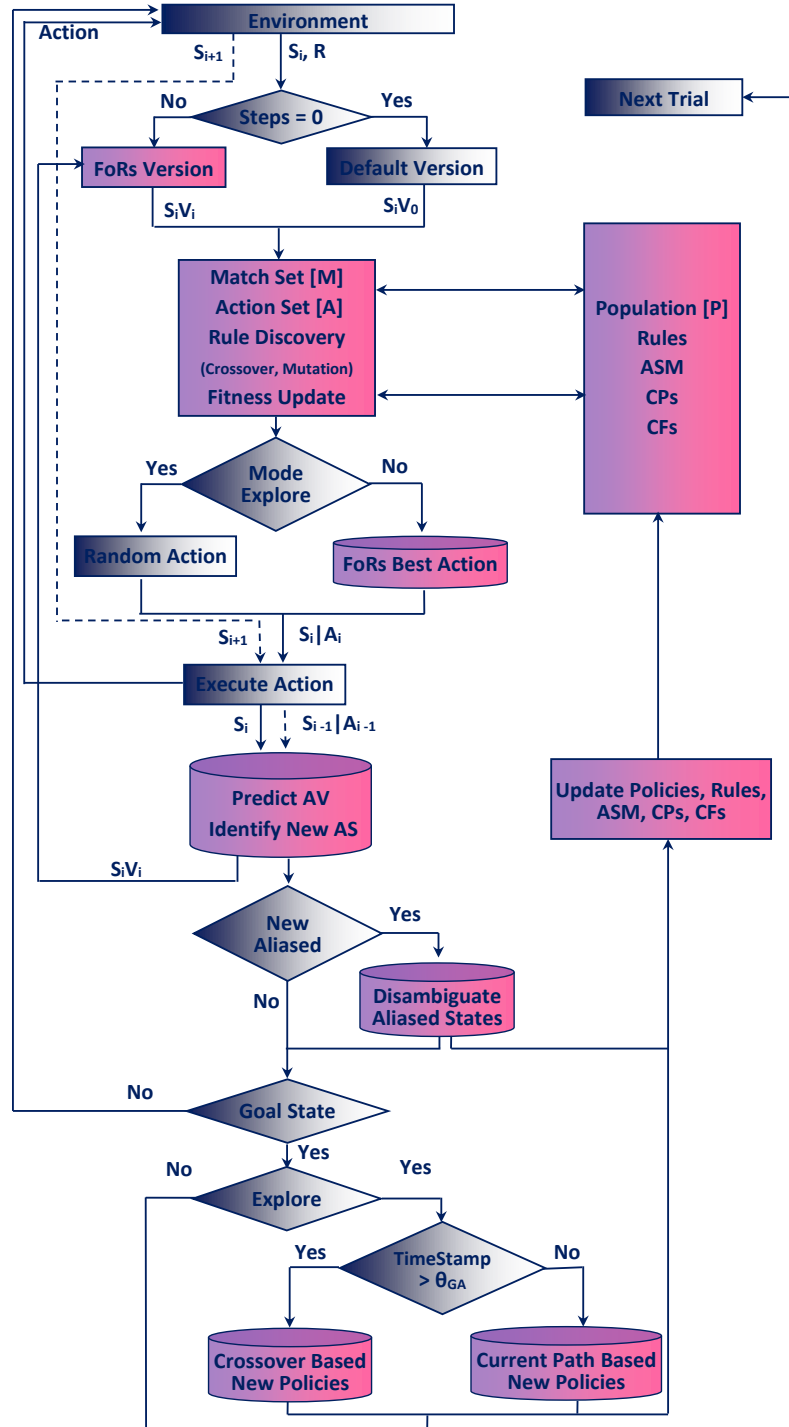 Environment
Action
Sᵢ₊₁
Sᵢ, R
No
Steps = 0
Yes
Next Trial
FoRs Version
Default Version
SᵢVᵢ
SᵢV₀
Match Set [M]
Action Set [A]
Rule Discovery
(Crossover, Mutation)
Fitness Update
Population [P]
Rules
ASM
CPs
CFs
Yes
Mode
Explore
No
Random Action
FoRs Best Action
Sᵢ₊₁
Sᵢ|Aᵢ
Execute Action
Sᵢ
Sᵢ₋₁|Aᵢ₋₁
Predict AV
Identify New AS
Update Policies, Rules,
ASM, CPs, CFs
SᵢVᵢ
New
Aliased
Yes
No
Disambiguate
Aliased States
No
Goal State
Yes
No
Explore
Yes
Yes
TimeStamp
> θGA
No
Crossover Based
New Policies
Current Path Based
New Policies